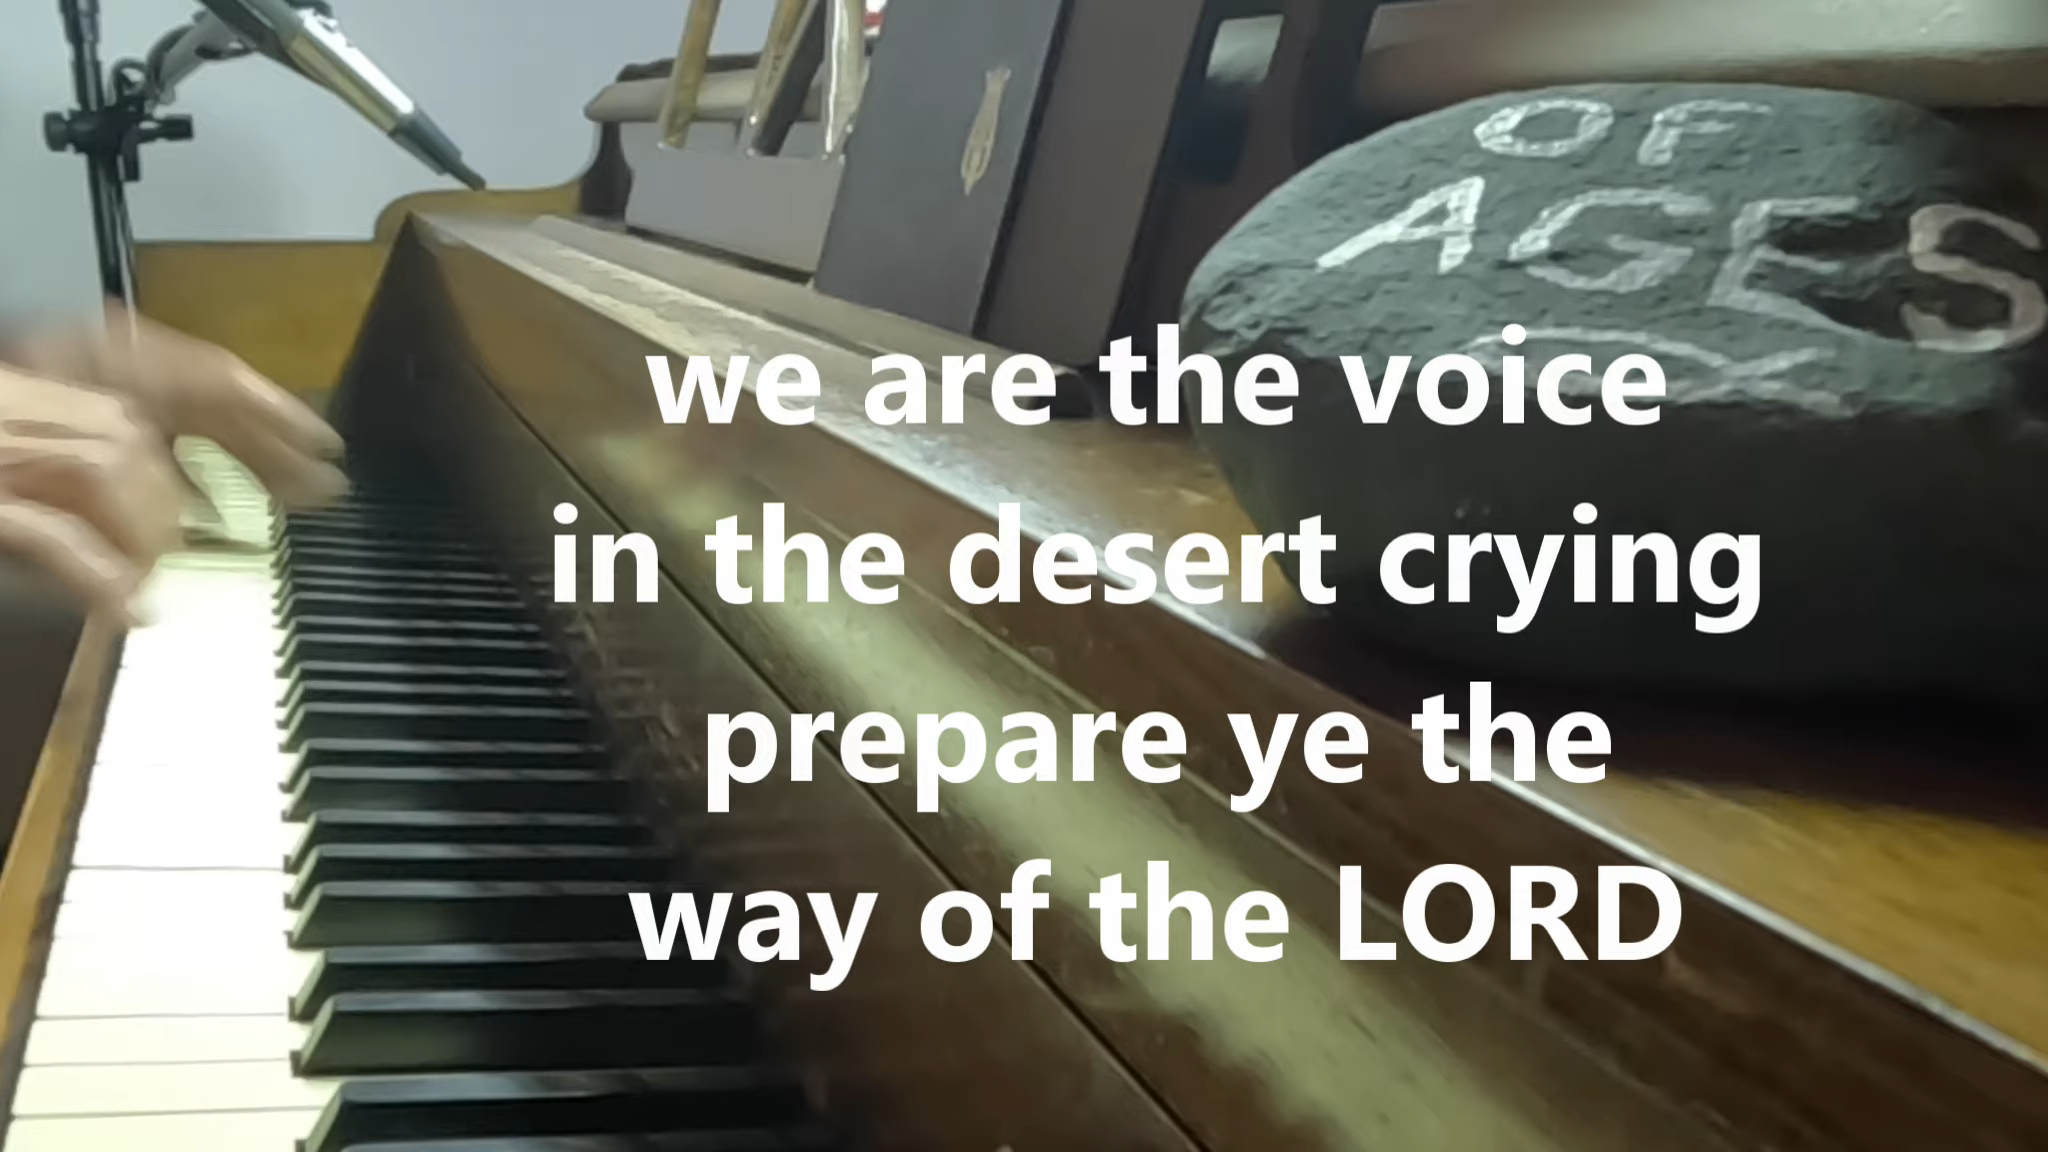 OF
AGES
we are the voice
in the desert crying
prepare ye the
way of the LORD